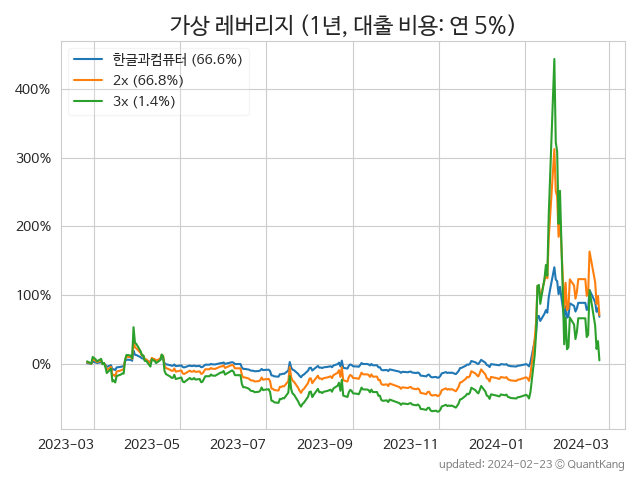 가상 레버리지 (1년, 대출 비용: 연 5%)
한글과컴퓨터 (66.6%)
2x (66.8%)
3x (1.4%)
400%
300%
200%
100%
0%
2023-03 2023-05 2023-07 2023-09 2023-11 2024-01 2024-03
updated: 2024-02-23 © QuantKang